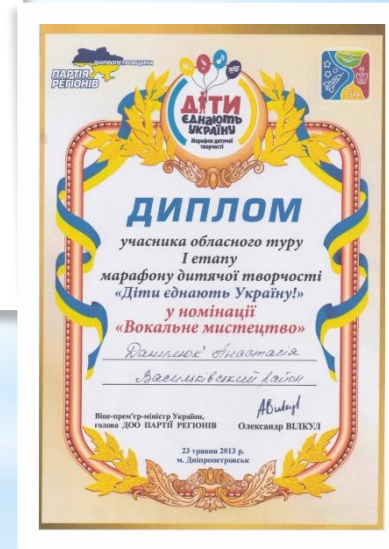 ДНІПРОПЕТРОВЩИНА
ПАРТІЯ
РЕГІОНІВ
ДІТИ
ЄДНАЮТЬ
УКРАЇНУ
Марафон дитячої
творчості
ДИПЛОМ
учасника обласного туру
І етапу
марафону дитячої творчості
«Діти єднають Україну!»
у номінації
«Вокальне мистецтво»
Анастасія
Васильківський район
Віце-прем'єр-міністр України,
голова ДОО ПАРТІЇ РЕГІОНІВ Олександр ВІЛКУЛ
23 травня 2013 р.
м. Дніпропетровськ